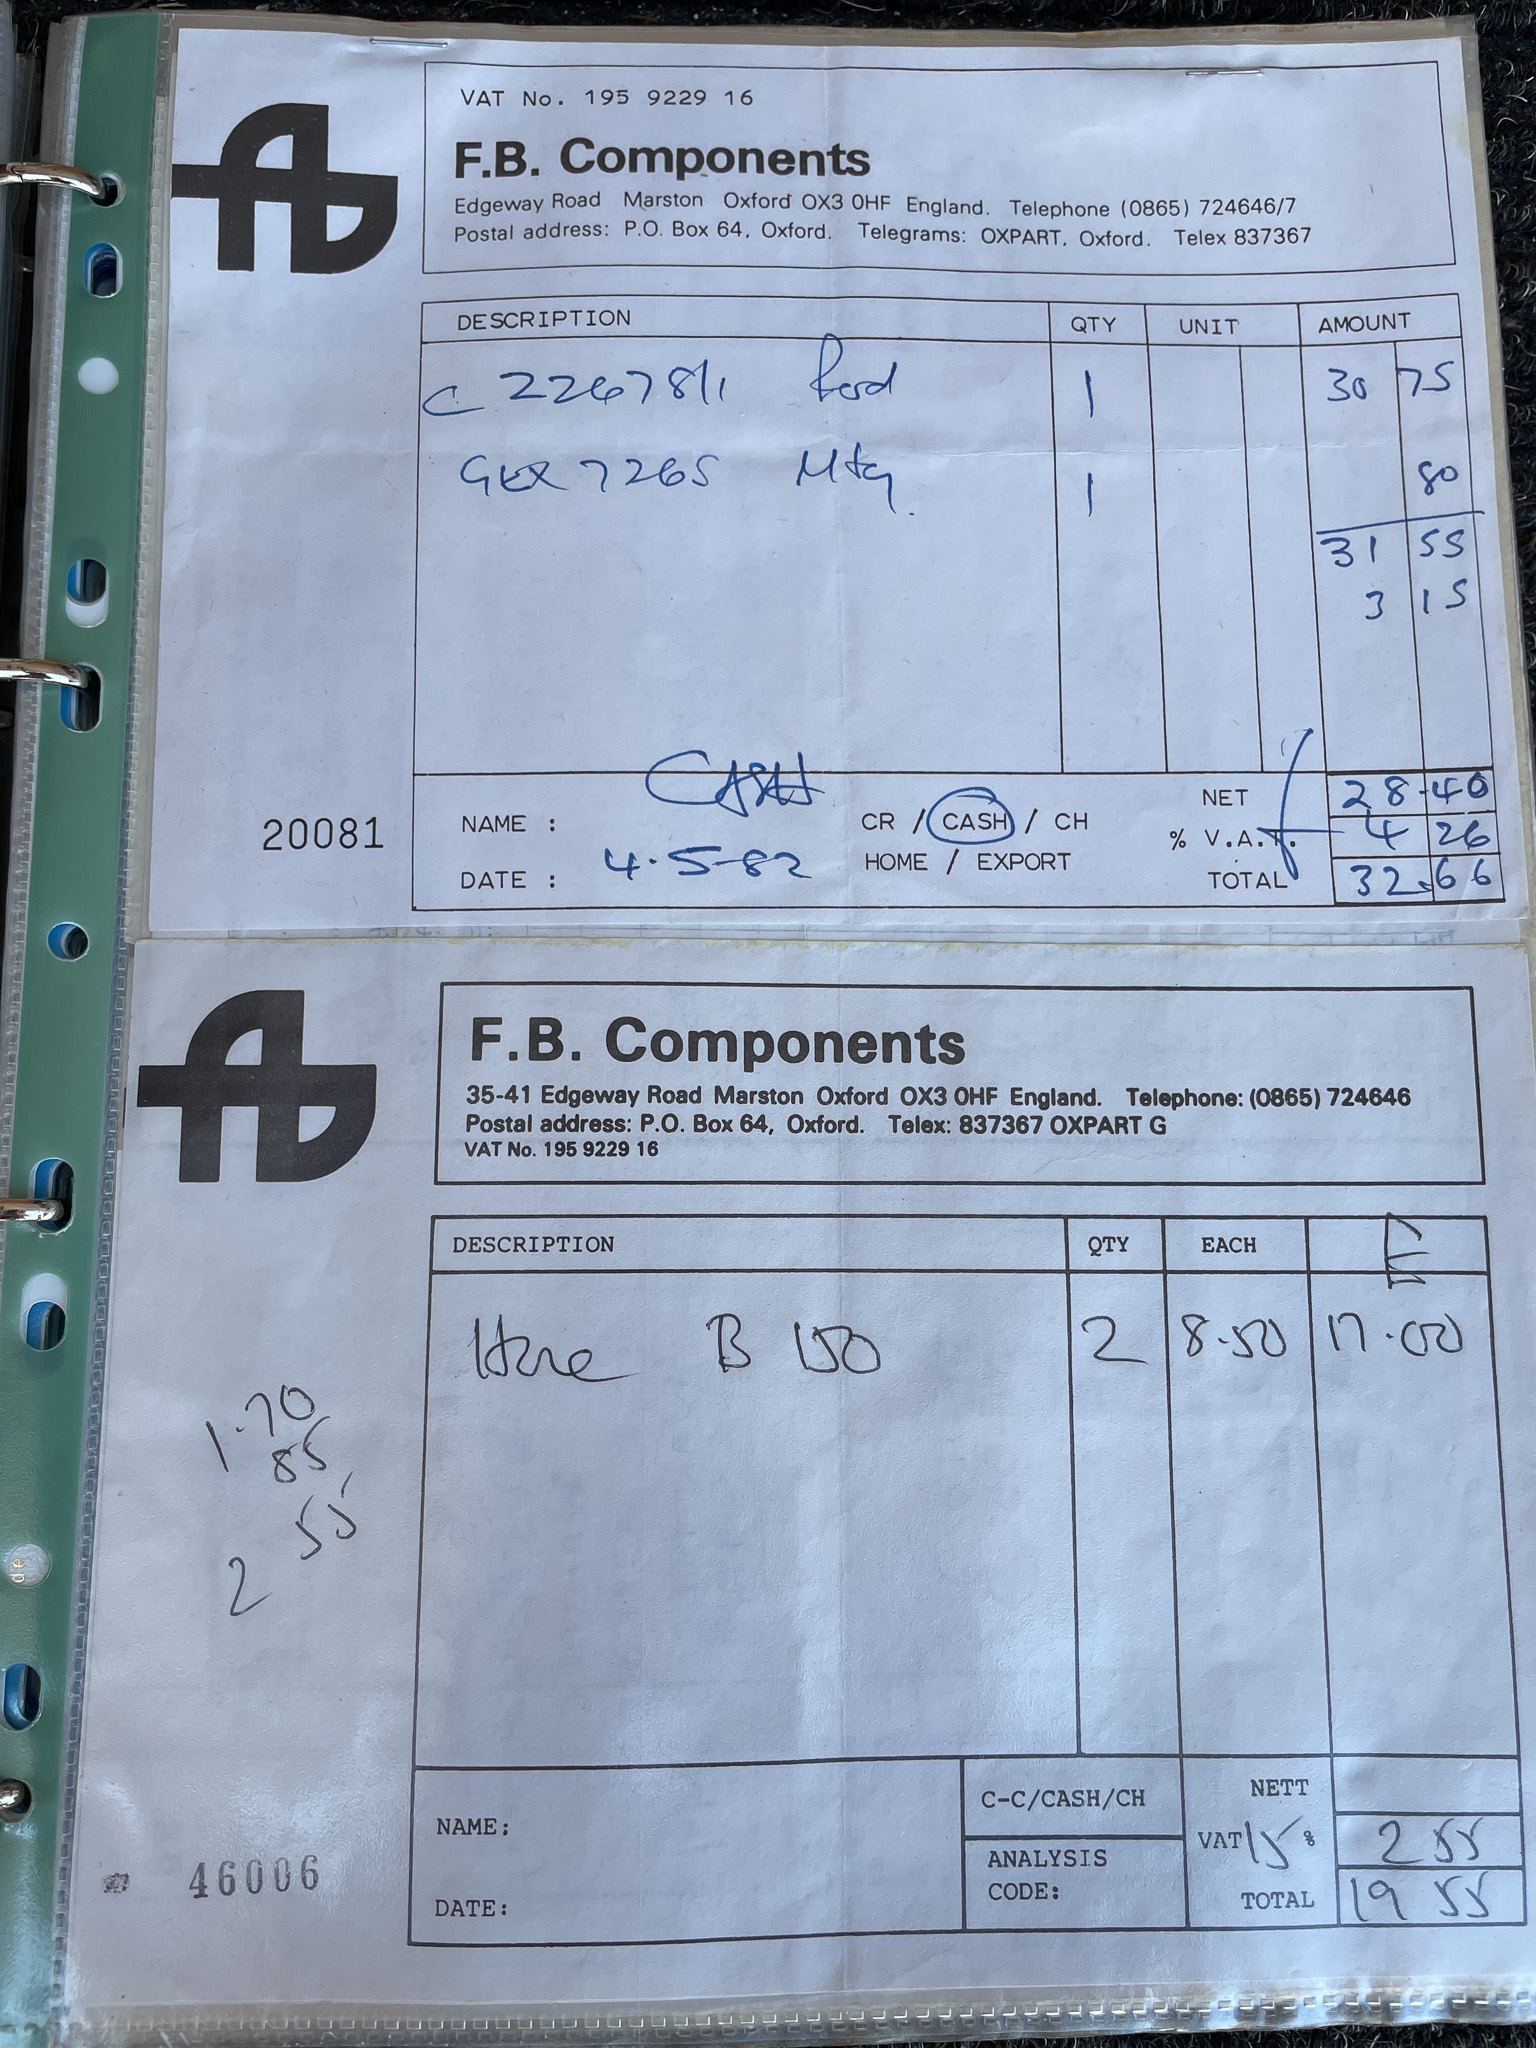 VAT No. 195 9229 16
F.B. Components
Edgeway Road Marston Oxford OX3 0HF England. Telephone (0865) 724646/7
Postal address: P.O. Box 64, Oxford. Telegrams: OXPART, Oxford. Telex 837367
DESCRIPTION QTY UNIT AMOUNT
C 22678/1 1 30 75
GEX 7265 Mtg 1 80
31 55
3 15
NAME : CASH CR / CASH / CH
DATE : 4.5-82 HOME / EXPORT
NET 28.40
% V.A.T. 4 26
TOTAL 32.66
20081
F.B. Components
35-41 Edgeway Road Marston Oxford OX3 0HF England. Telephone: (0865) 724646
Postal address: P.O. Box 64, Oxford. Telex: 837367 OXPART G
VAT No. 195 9229 16
DESCRIPTION QTY EACH £
B 150 2 8.50 17.00
1.70
85
2 55
NAME: C-C/CASH/CH
DATE: ANALYSIS CODE:
NETT
VAT 15 % 2 55
TOTAL 19 55
46006